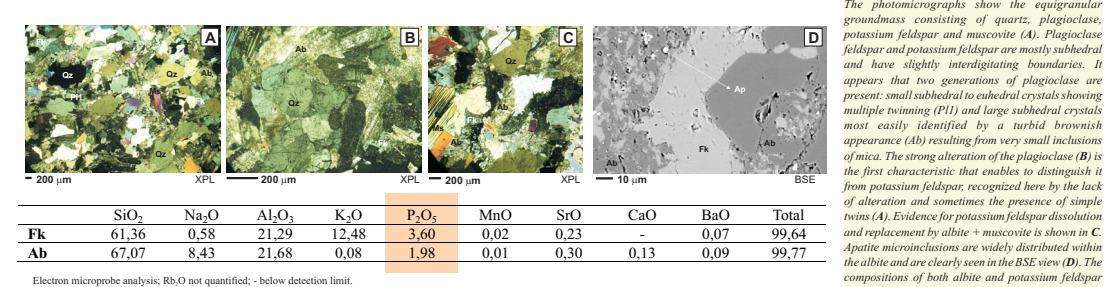 A
Qz
Qz
Ab
Pl1
Qz
200 µm
XPL
B
Ab
Qz
200 µm
XPL
C
Qz
Ab
Fk
Ms
Ab
200 µm
XPL
D
Ap
Fk
Ab
Ab
10 µm
BSE
SiO2 Na2O Al2O3 K2O P2O5 MnO SrO CaO BaO Total
Fk 61,36 0,58 21,29 12,48 3,60 0,02 0,23 - 0,07 99,64
Ab 67,07 8,43 21,68 0,08 1,98 0,01 0,30 0,13 0,09 99,77
Electron microprobe analysis; Rb2O not quantified; - below detection limit.
The photomicrographs show the equigranular
groundmass consisting of quartz, plagioclase,
potassium feldspar and muscovite (A). Plagioclase
feldspar and potassium feldspar are mostly subhedral
and have slightly interdigitating boundaries. It
appears that two generations of plagioclase are
present: small subhedral to euhedral crystals showing
multiple twinning (Pl1) and large subhedral crystals
most easily identified by a turbid brownish
appearance (Ab) resulting from very small inclusions
of mica. The strong alteration of the plagioclase (B) is
the first characteristic that enables to distinguish it
from potassium feldspar, recognized here by the lack
of alteration and sometimes the presence of simple
twins (A). Evidence for potassium feldspar dissolution
and replacement by albite + muscovite is shown in C.
Apatite microinclusions are widely distributed within
the albite and are clearly seen in the BSE view (D). The
compositions of both albite and potassium feldspar